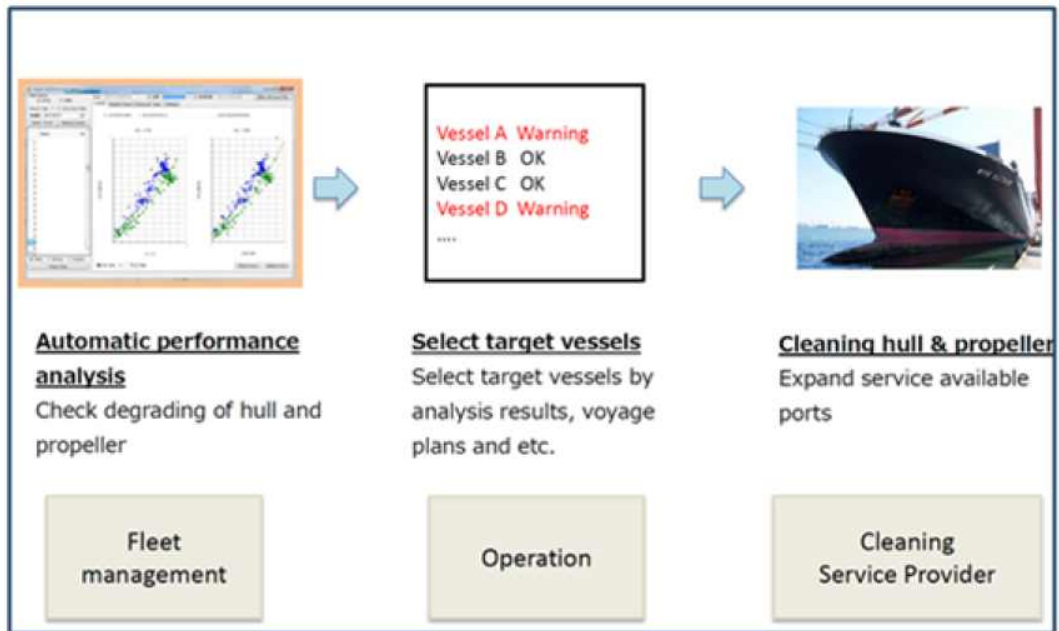 Vessel A Warning
Vessel B OK
Vessel C OK
Vessel D Warning
....
Automatic performance
analysis
Check degrading of hull and
propeller
Select target vessels
Select target vessels by
analysis results, voyage
plans and etc.
Cleaning hull & propeller
Expand service available
ports
Fleet
management
Operation
Cleaning
Service Provider